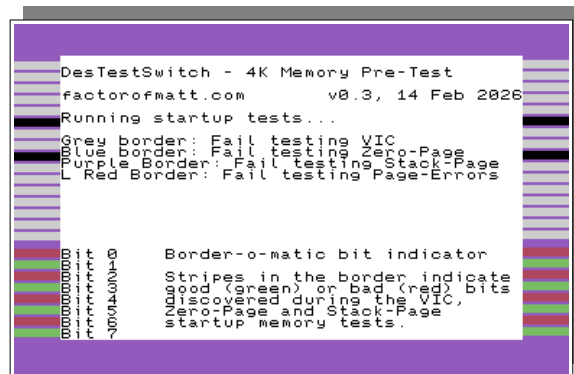 DesTestSwitch - 4K Memory Pre-Test
factorofmatt.com v0.3, 14 Feb 2026
Running startup tests...
Grey border: Fail testing VIC
Blue border: Fail testing Zero-Page
Purple Border: Fail testing Stack-Page
L Red Border: Fail testing Page-Errors
Bit 0 Border-o-matic bit indicator
Bit 1
Bit 2 Stripes in the border indicate
Bit 3 good (green) or bad (red) bits
Bit 4 discovered during the VIC,
Bit 5 Zero-Page and Stack-Page
Bit 6 startup memory tests.
Bit 7